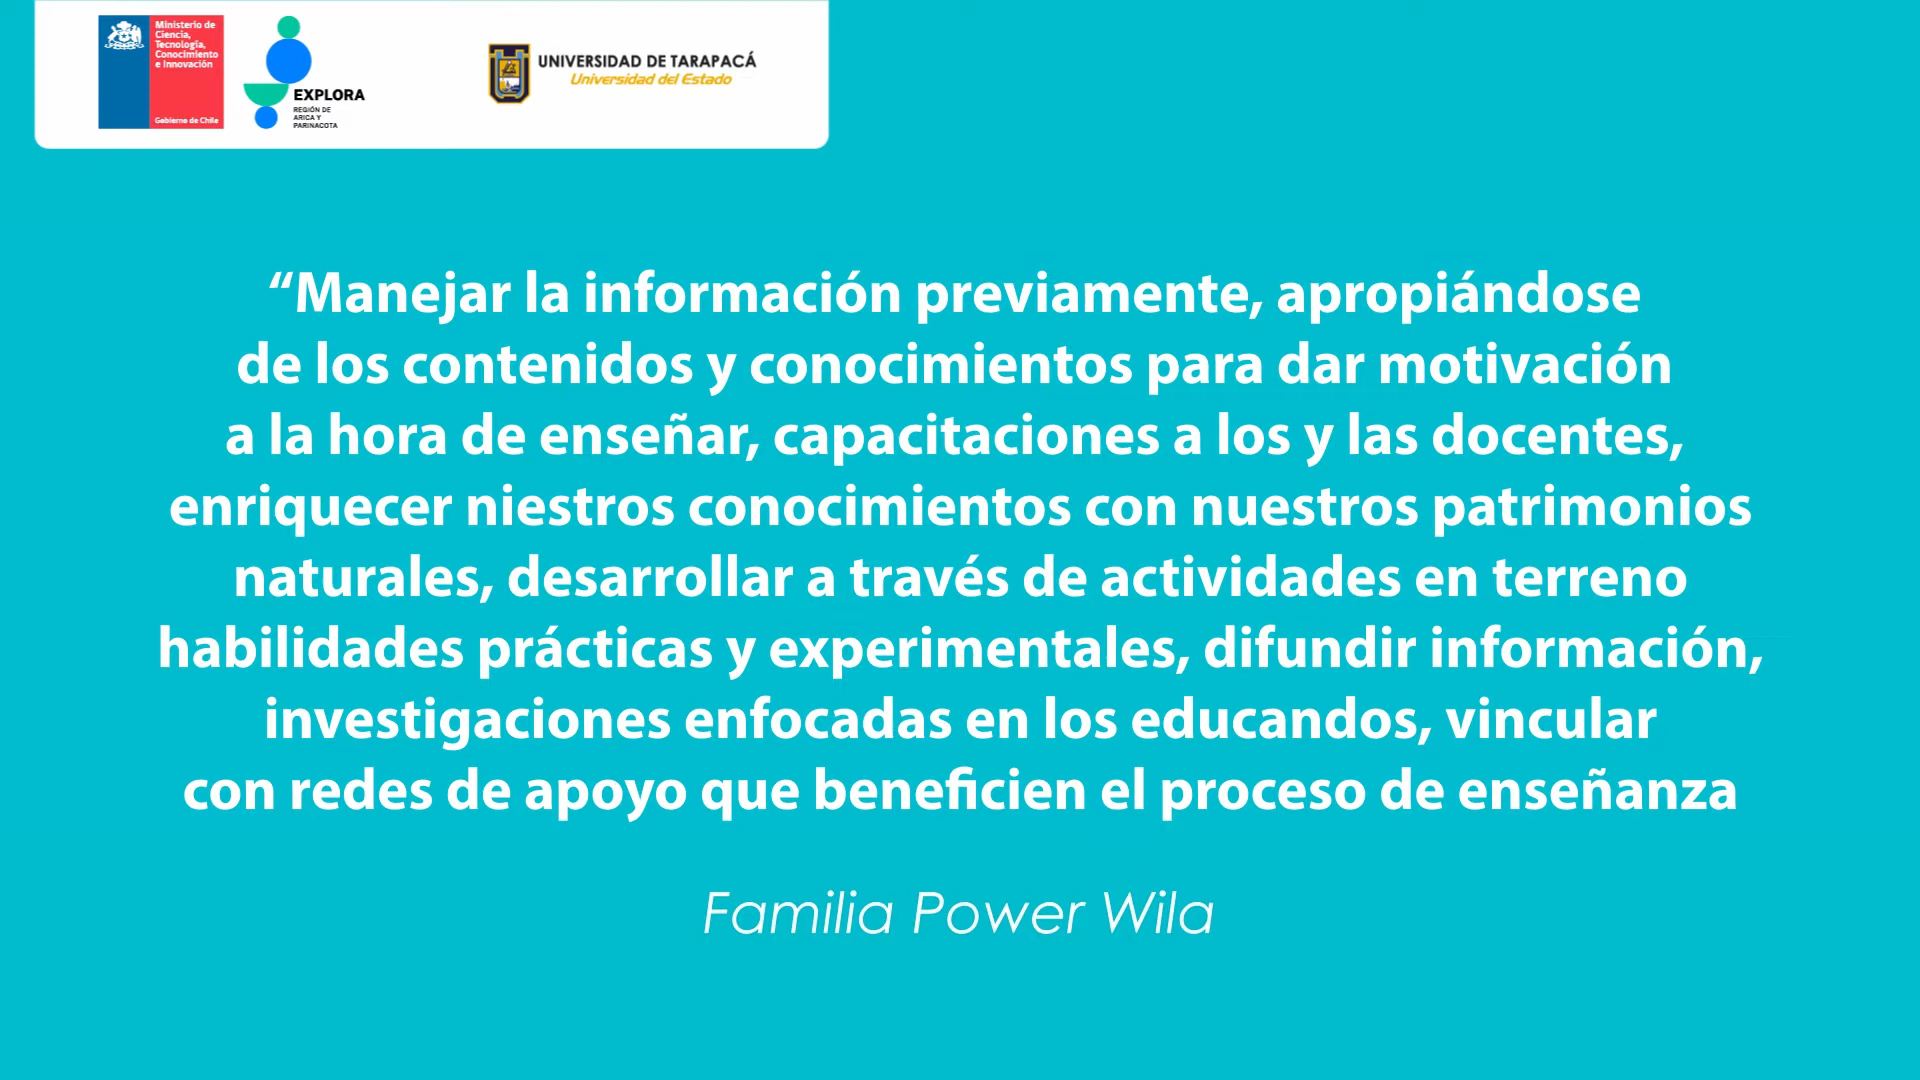 Ministerio de
Ciencia,
Tecnología,
Conocimiento
e Innovación
Gobierno de Chile
EXPLORA
REGIÓN DE
ARICA Y
PARINACOTA
UNIVERSIDAD DE TARAPACÁ
Universidad del Estado
“Manejar la información previamente, apropiándose
de los contenidos y conocimientos para dar motivación
a la hora de enseñar, capacitaciones a los y las docentes,
enriquecer niestros conocimientos con nuestros patrimonios
naturales, desarrollar a través de actividades en terreno
habilidades prácticas y experimentales, difundir información,
investigaciones enfocadas en los educandos, vincular
con redes de apoyo que beneficien el proceso de enseñanza
Familia Power Wila